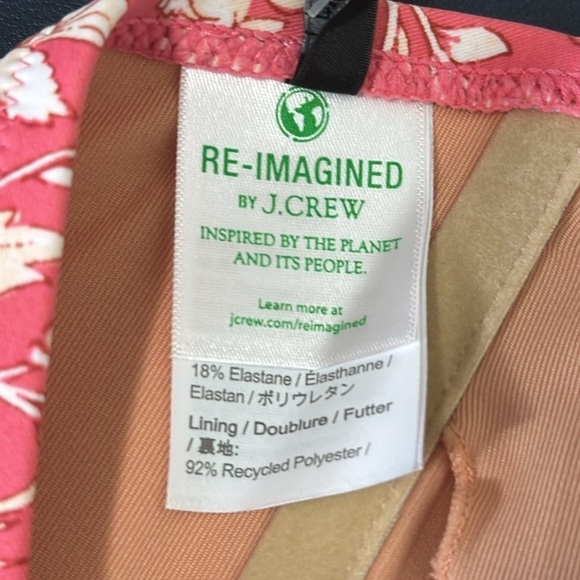 RE-IMAGINED
BY J.CREW
INSPIRED BY THE PLANET
AND ITS PEOPLE.
Learn more at
jcrew.com/reimagined
18% Elastane / Élasthanne /
Elastan / ポリウレタン
Lining / Doublure / Futter
/ 裏地:
92% Recycled Polyester /